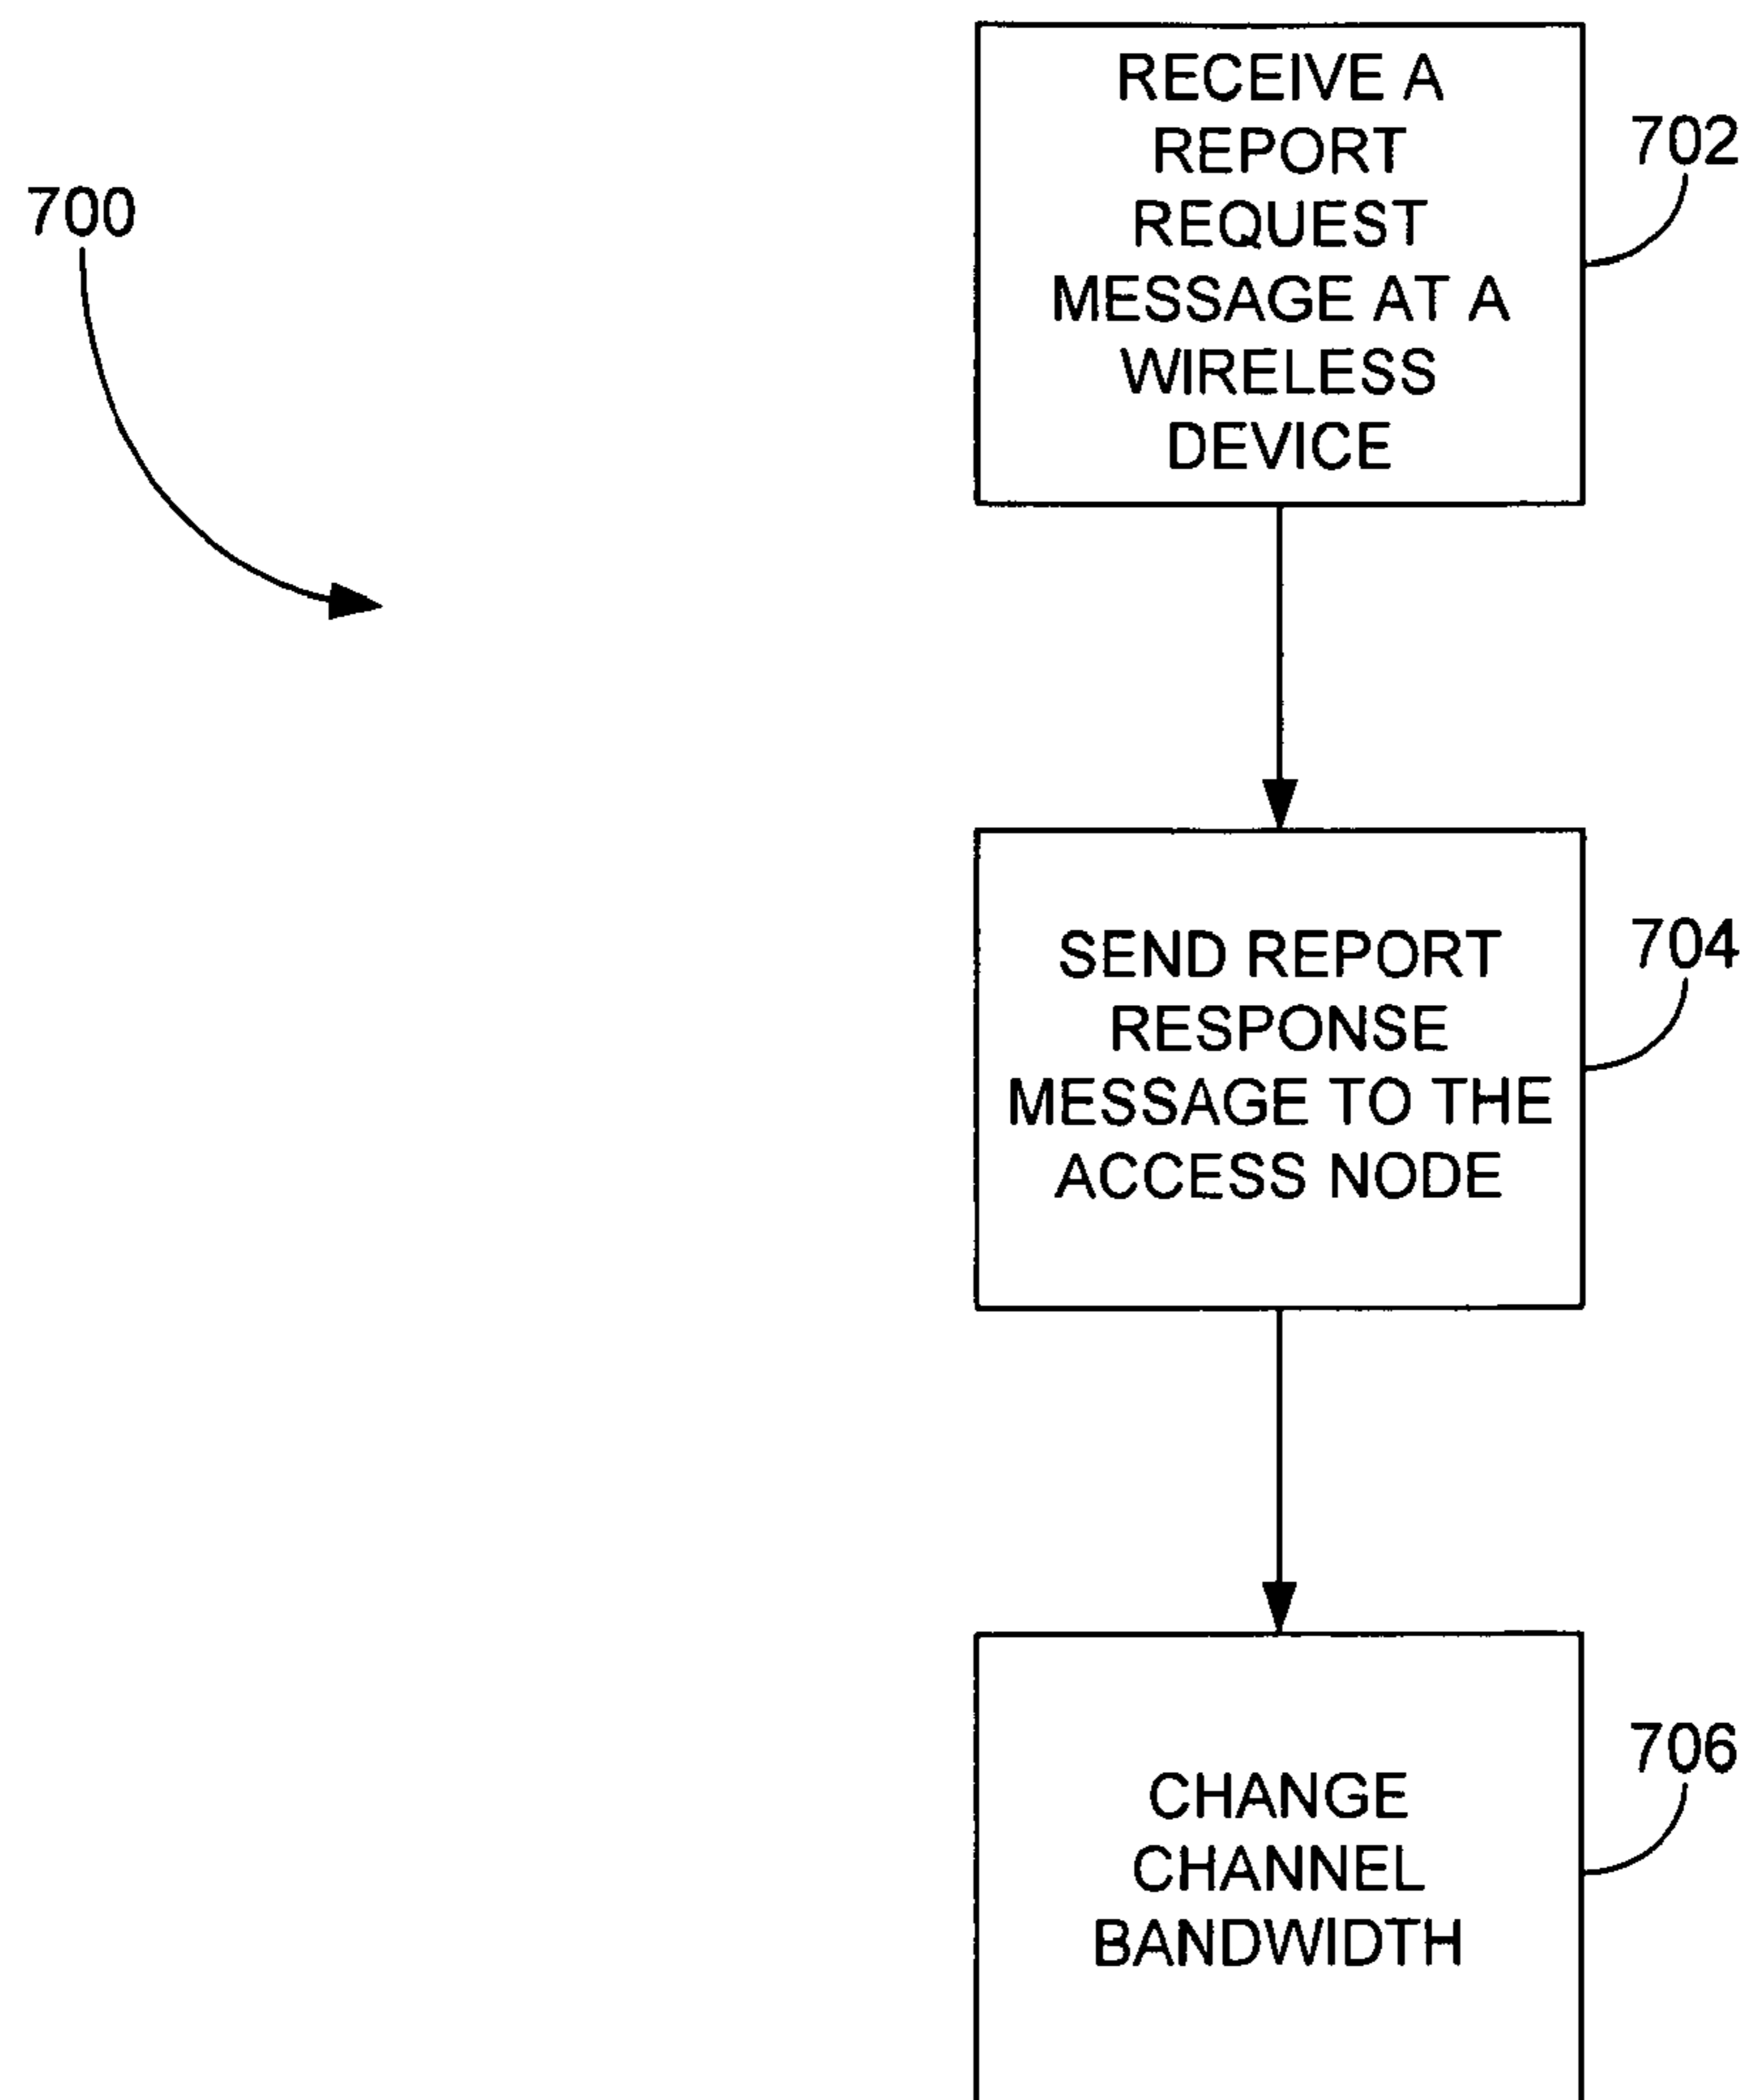 700
RECEIVE A
REPORT
REQUEST
MESSAGE AT A
WIRELESS
DEVICE
702
SEND REPORT
RESPONSE
MESSAGE TO THE
ACCESS NODE
704
CHANGE
CHANNEL
BANDWIDTH
706